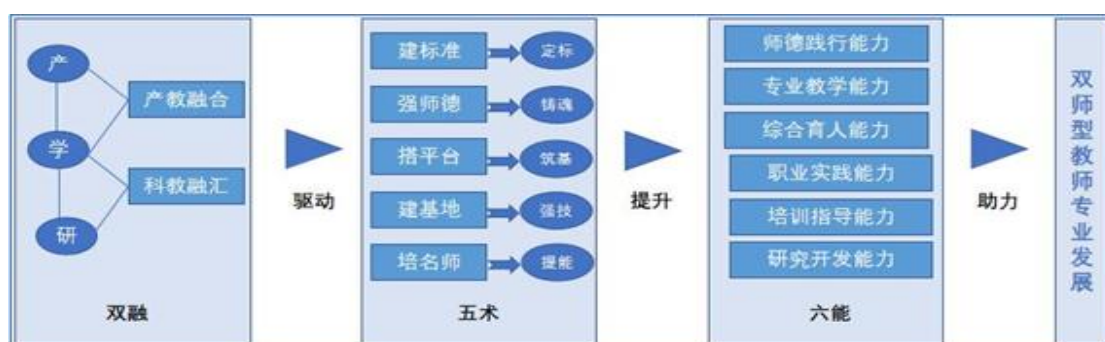 产
学
研
产教融合
科教融汇
双融
驱动
建标准
定标
强师德
铸魂
搭平台
筑基
建基地
强技
培名师
提能
五术
提升
师德践行能力
专业教学能力
综合育人能力
职业实践能力
培训指导能力
研究开发能力
六能
助力
双师型教师专业发展